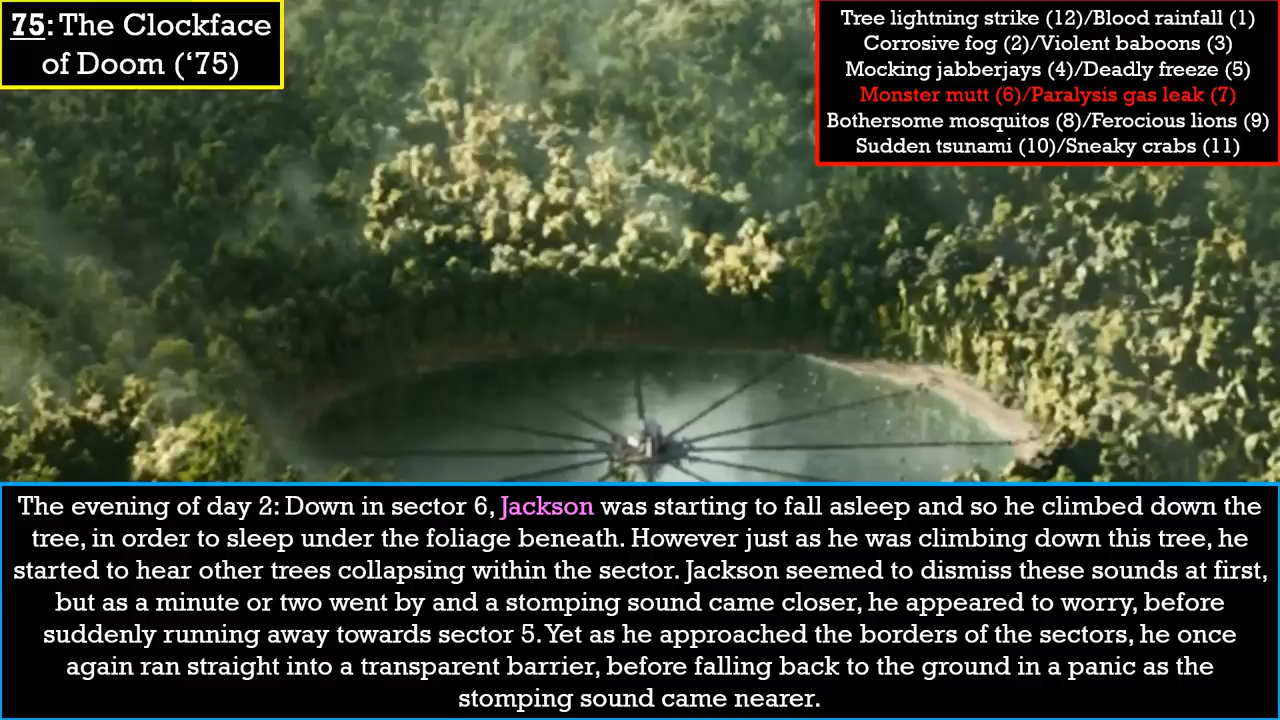 75: The Clockface
of Doom (‘75)
Tree lightning strike (12)/Blood rainfall (1)
Corrosive fog (2)/Violent baboons (3)
Mocking jabberjays (4)/Deadly freeze (5)
Monster mutt (6)/Paralysis gas leak (7)
Bothersome mosquitos (8)/Ferocious lions (9)
Sudden tsunami (10)/Sneaky crabs (11)
The evening of day 2: Down in sector 6, Jackson was starting to fall asleep and so he climbed down the
tree, in order to sleep under the foliage beneath. However just as he was climbing down this tree, he
started to hear other trees collapsing within the sector. Jackson seemed to dismiss these sounds at first,
but as a minute or two went by and a stomping sound came closer, he appeared to worry, before
suddenly running away towards sector 5. Yet as he approached the borders of the sectors, he once
again ran straight into a transparent barrier, before falling back to the ground in a panic as the
stomping sound came nearer.